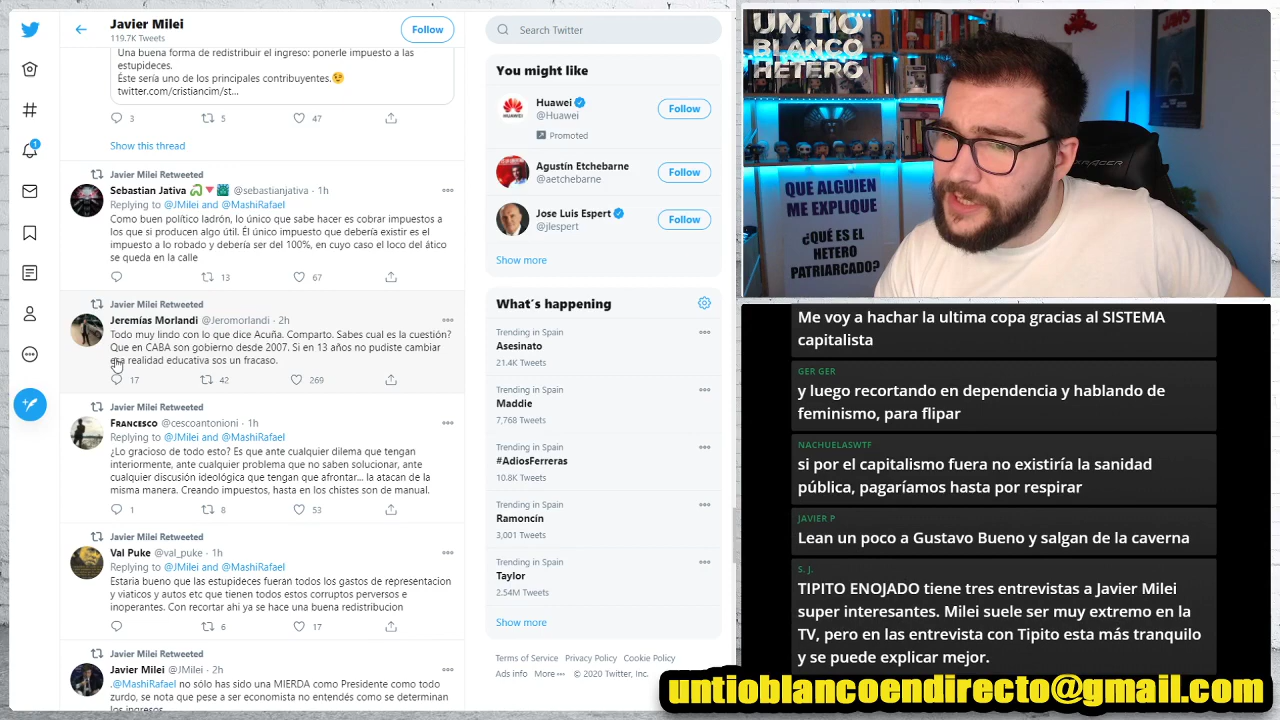 Javier Milei
119.7K Tweets
Follow
Una buena forma de redistribuir el ingreso: ponerle impuesto a las
estupideces.
Este sería uno de los principales contribuyentes.😉
twitter.com/cristiancim/st...
3
5
47
Show this thread
Javier Milei Retweeted
Sebastian Jativa
@sebastianjativa · 1h
Replying to @JMilei and @MashiRafael
Como buen político ladrón, lo único que sabe hacer es cobrar impuestos a
los que si producen algo útil. Él único impuesto que debería existir es el
impuesto a lo robado y debería ser del 100%, en cuyo caso el loco del ático
se queda en la calle
13
67
Javier Milei Retweeted
Jeremías Morlandi @Jeromorlandi · 2h
Todo muy lindo con lo que dice Acuña. Comparto. Sabes cual es la cuestión?
Que en CABA son gobierno desde 2007. Si en 13 años no pudiste cambiar
esa realidad educativa sos un fracaso.
17
42
269
Javier Milei Retweeted
Francesco @cescoantonioni · 1h
Replying to @JMilei and @MashiRafael
¿Lo gracioso de todo esto? Es que ante cualquier dilema que tengan
interiormente, ante cualquier problema que no saben solucionar, ante
cualquier discusión ideológica que tengan que afrontar... la atacan de la
misma manera. Creando impuestos, hasta en los chistes son de manual.
1
8
53
Javier Milei Retweeted
Val Puke @val_puke · 1h
Replying to @JMilei and @MashiRafael
Estaria bueno que las estupideces fueran todos los gastos de representacion
y viaticos y autos etc que tienen todos estos corruptos perversos e
inoperantes. Con recortar ahi ya se hace una buena redistribucion
6
17
Javier Milei Retweeted
Javier Milei @JMilei · 2h
.@MashiRafael no sólo has sido una MIERDA como Presidente como todo
zurdo, se nota que pese a ser economista no entendés como se determinan
los ingresos.
1
Search Twitter
You might like
Huawei
@Huawei
Follow
Promoted
Agustín Etchebarne
@aetchebarne
Follow
Jose Luis Espert
@jlespert
Follow
Show more
What's happening
Trending in Spain
Asesinato
21.4K Tweets
Trending in Spain
Maddie
7,768 Tweets
Trending in Spain
#AdiosFerreras
10.8K Tweets
Trending in Spain
Ramoncín
3,001 Tweets
Trending in Spain
Taylor
2.54M Tweets
Show more
Terms of Service Privacy Policy Cookie Policy
Ads info More ··· © 2020 Twitter, Inc.
UN TIO
BLANCO
HETERO
QUE ALGUIEN
ME EXPLIQUE
¿QUÉ ES EL
HETERO
PATRIARCADO?
Me voy a hachar la ultima copa gracias al SISTEMA
capitalista
GER GER
y luego recortando en dependencia y hablando de
feminismo, para flipar
NACHUELASWTF
si por el capitalismo fuera no existiría la sanidad
pública, pagaríamos hasta por respirar
JAVIER P
Lean un poco a Gustavo Bueno y salgan de la caverna
S. J.
TIPITO ENOJADO tiene tres entrevistas a Javier Milei
super interesantes. Milei suele ser muy extremo en la
TV, pero en las entrevista con Tipito esta más tranquilo
y se puede explicar mejor.
untioblancoendirecto@gmail.com